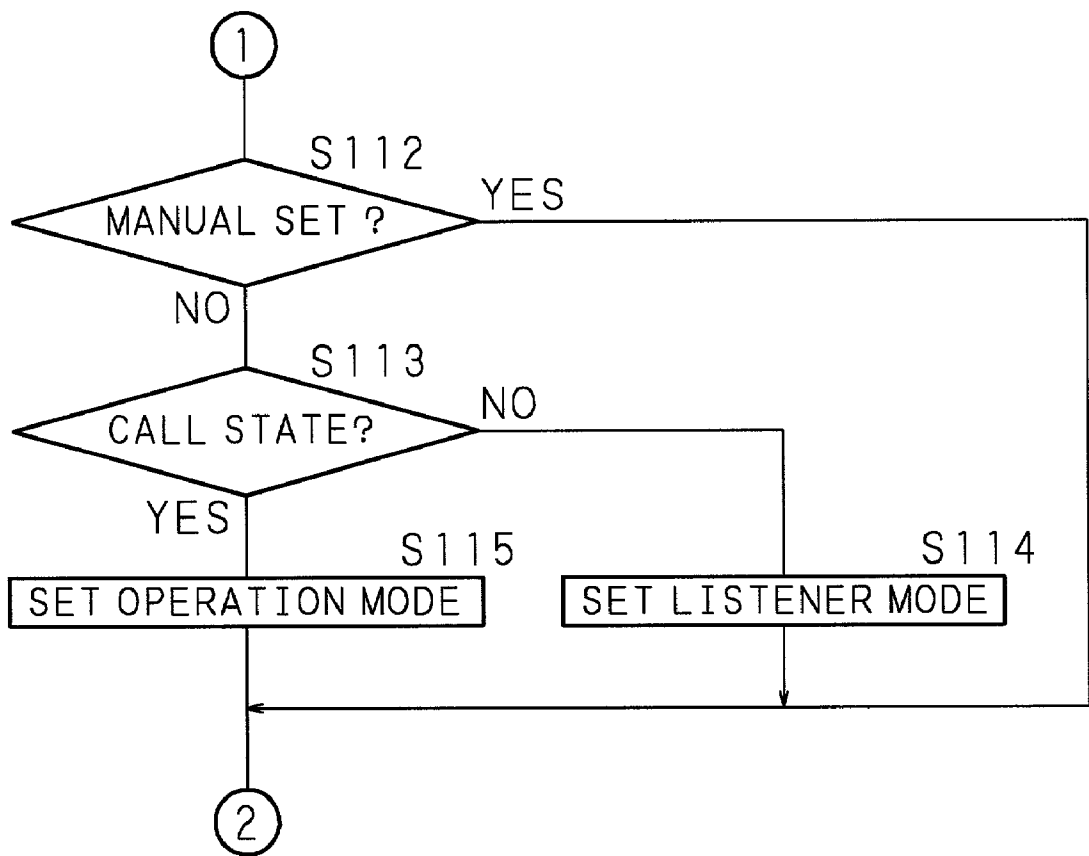 1
S112
MANUAL SET ?
YES
NO
S113
CALL STATE?
NO
YES
S115
SET OPERATION MODE
S114
SET LISTENER MODE
2